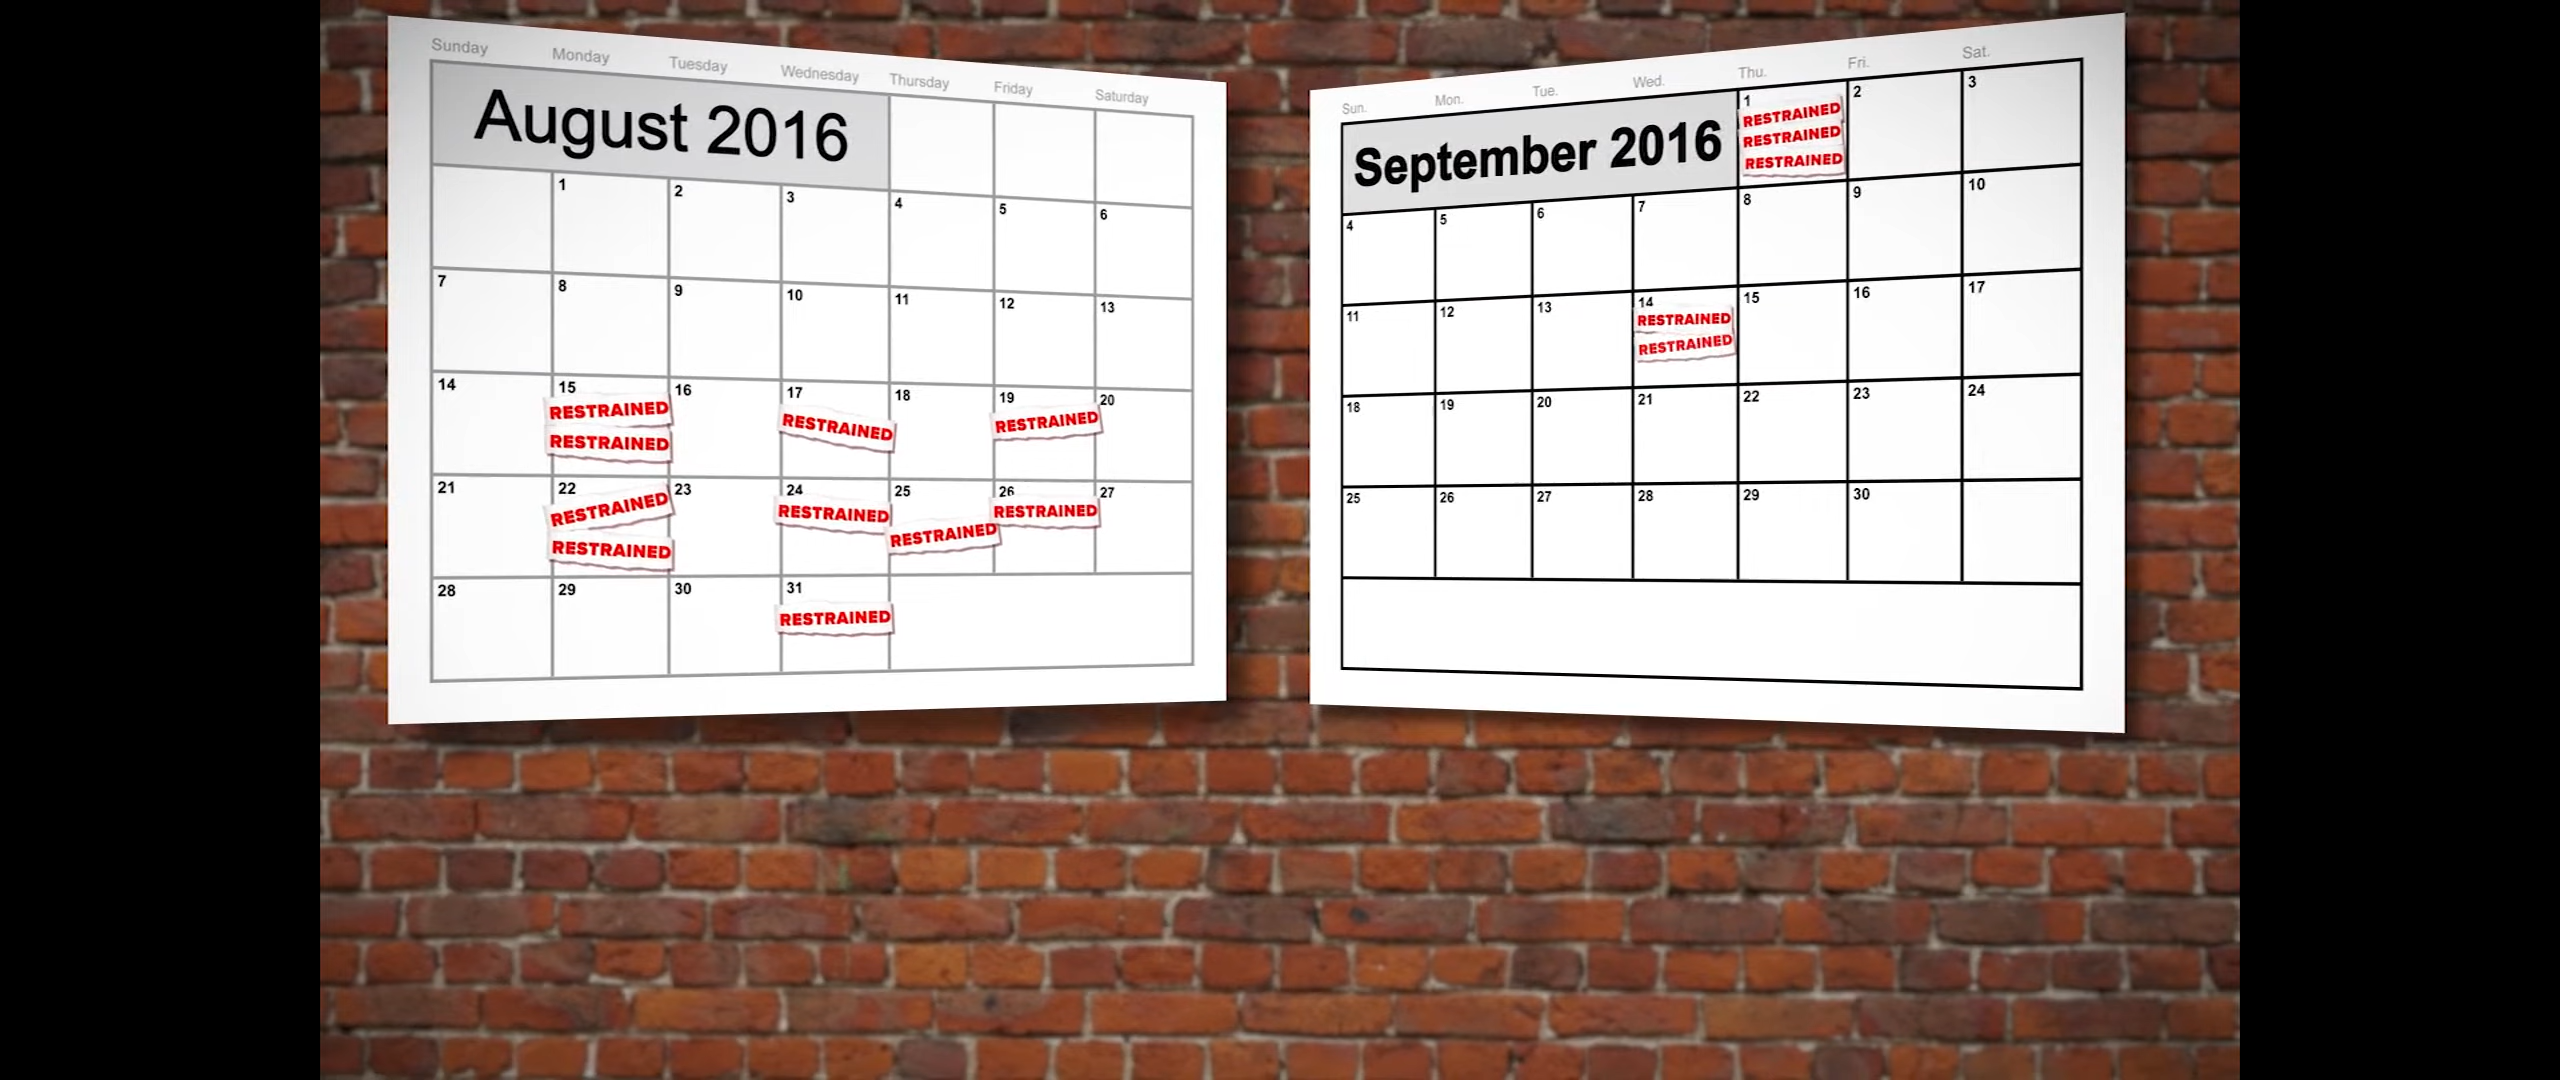 Sunday Monday Tuesday Wednesday Thursday Friday Saturday
August 2016
1 2 3 4 5 6
7 8 9 10 11 12 13
14 15 16 17 18 19 20
RESTRAINED RESTRAINED RESTRAINED
RESTRAINED
21 22 23 24 25 26 27
RESTRAINED RESTRAINED RESTRAINED RESTRAINED
RESTRAINED
28 29 30 31
RESTRAINED
Sun. Mon. Tue. Wed. Thu. Fri. Sat.
September 2016 1 2 3
RESTRAINED
RESTRAINED
RESTRAINED
4 5 6 7 8 9 10
11 12 13 14 15 16 17
RESTRAINED
RESTRAINED
18 19 20 21 22 23 24
25 26 27 28 29 30